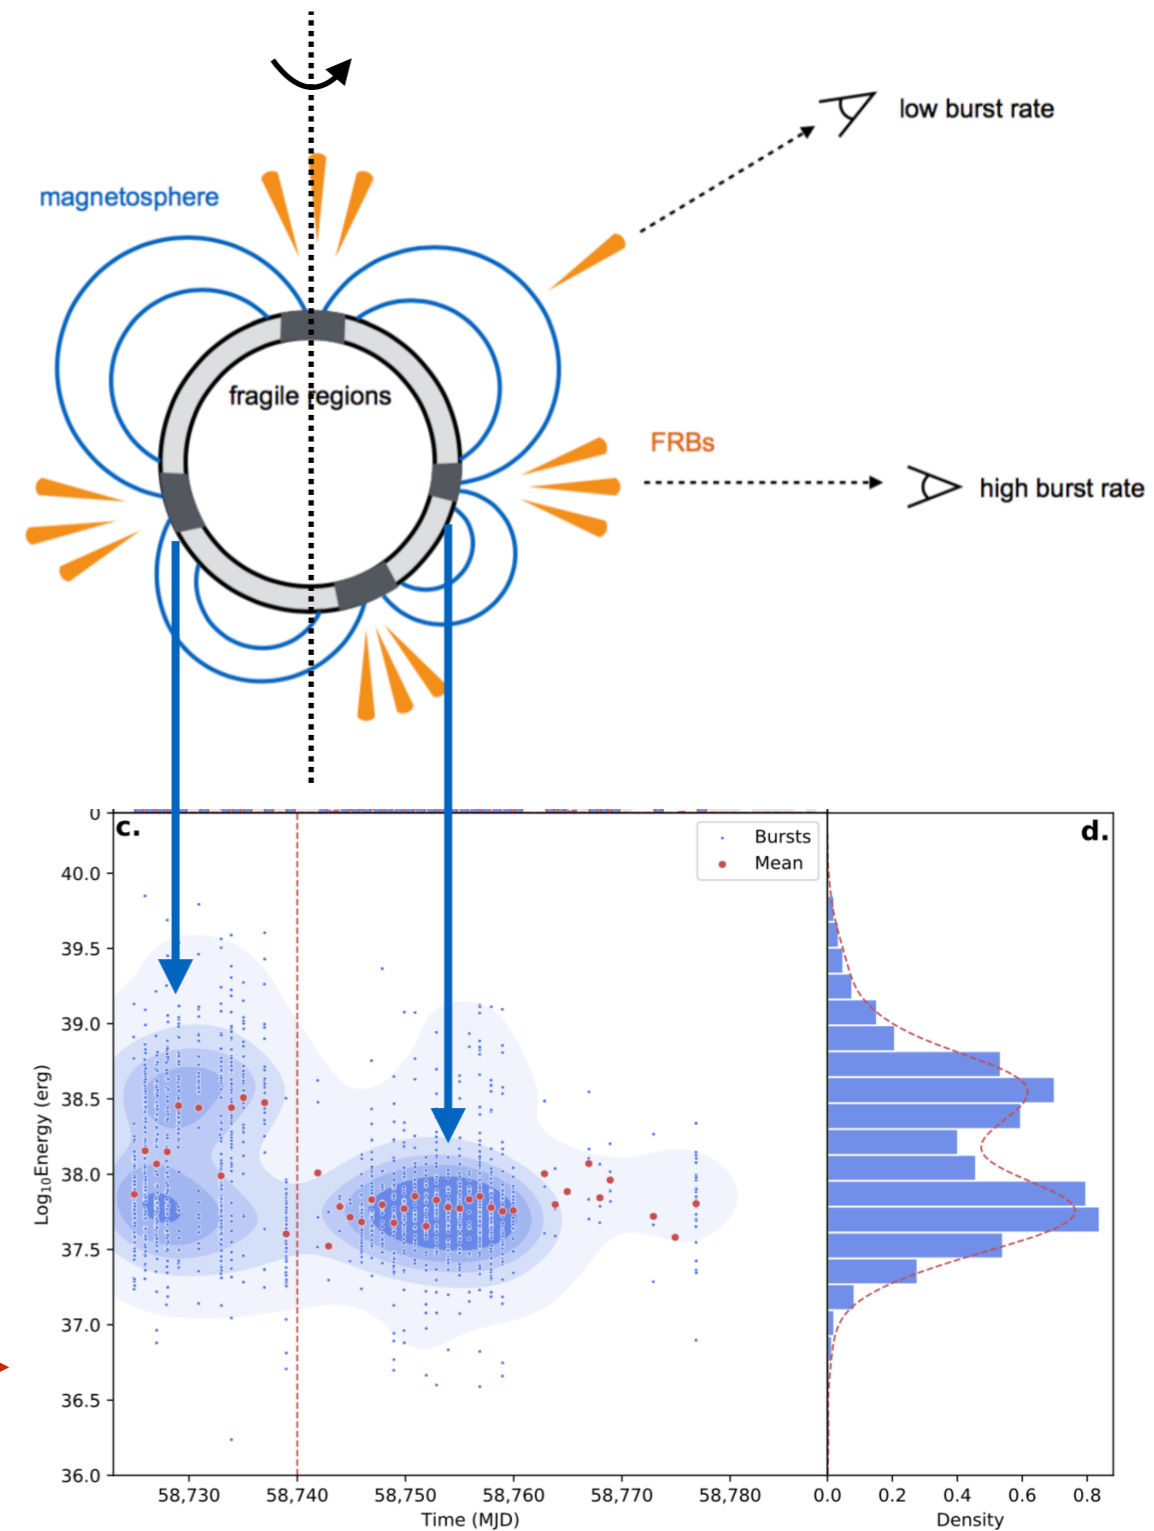 low burst rate
magnetosphere
fragile regions
FRBs
high burst rate
0
c.
d.
Bursts
Mean
40.0
39.5
39.0
38.5
38.0
37.5
37.0
36.5
36.0
Log₁₀Energy (erg)
58,730 58,740 58,750 58,760 58,770 58,780
Time (MJD)
0.0 0.2 0.4 0.6 0.8
Density